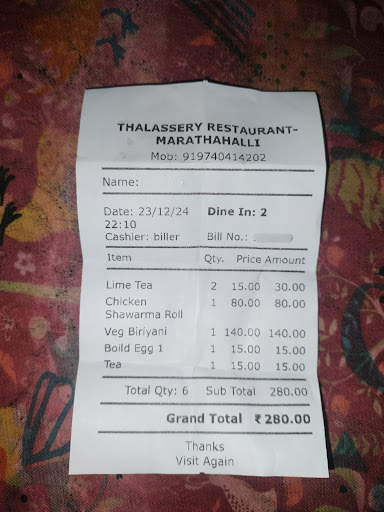 THALASSERY RESTAURANT-
MARATHAHALLI
Mob: 919740414202
Name:
Date: 23/12/24 Dine In: 2
22:10
Cashier: biller Bill No.:
Item Qty. Price Amount
Lime Tea 2 15.00 30.00
Chicken 1 80.00 80.00
Shawarma Roll
Veg Biriyani 1 140.00 140.00
Boild Egg 1 1 15.00 15.00
Tea 1 15.00 15.00
Total Qty: 6 Sub Total 280.00
Grand Total ₹280.00
Thanks
Visit Again